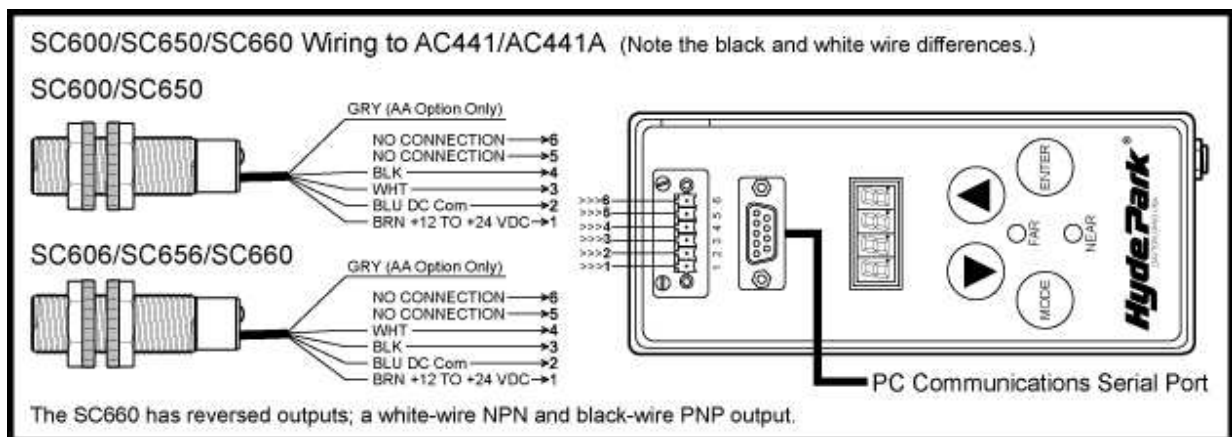 SC600/SC650/SC660 Wiring to AC441/AC441A (Note the black and white wire differences.)
SC600/SC650
GRY (AA Option Only)
NO CONNECTION 6
NO CONNECTION 5
BLK 4
WHT 3
BLU DC Com 2
BRN +12 TO +24 VDC 1
SC606/SC656/SC660
GRY (AA Option Only)
NO CONNECTION 6
NO CONNECTION 5
WHT 4
BLK 3
BLU DC Com 2
BRN +12 TO +24 VDC 1
>>>6
>>>5
>>>4
>>>3
>>>2
>>>1
6
5
4
3
2
1
ENTER
MODE
FAR
NEAR
HydePark®
PC Communications Serial Port
The SC660 has reversed outputs; a white-wire NPN and black-wire PNP output.